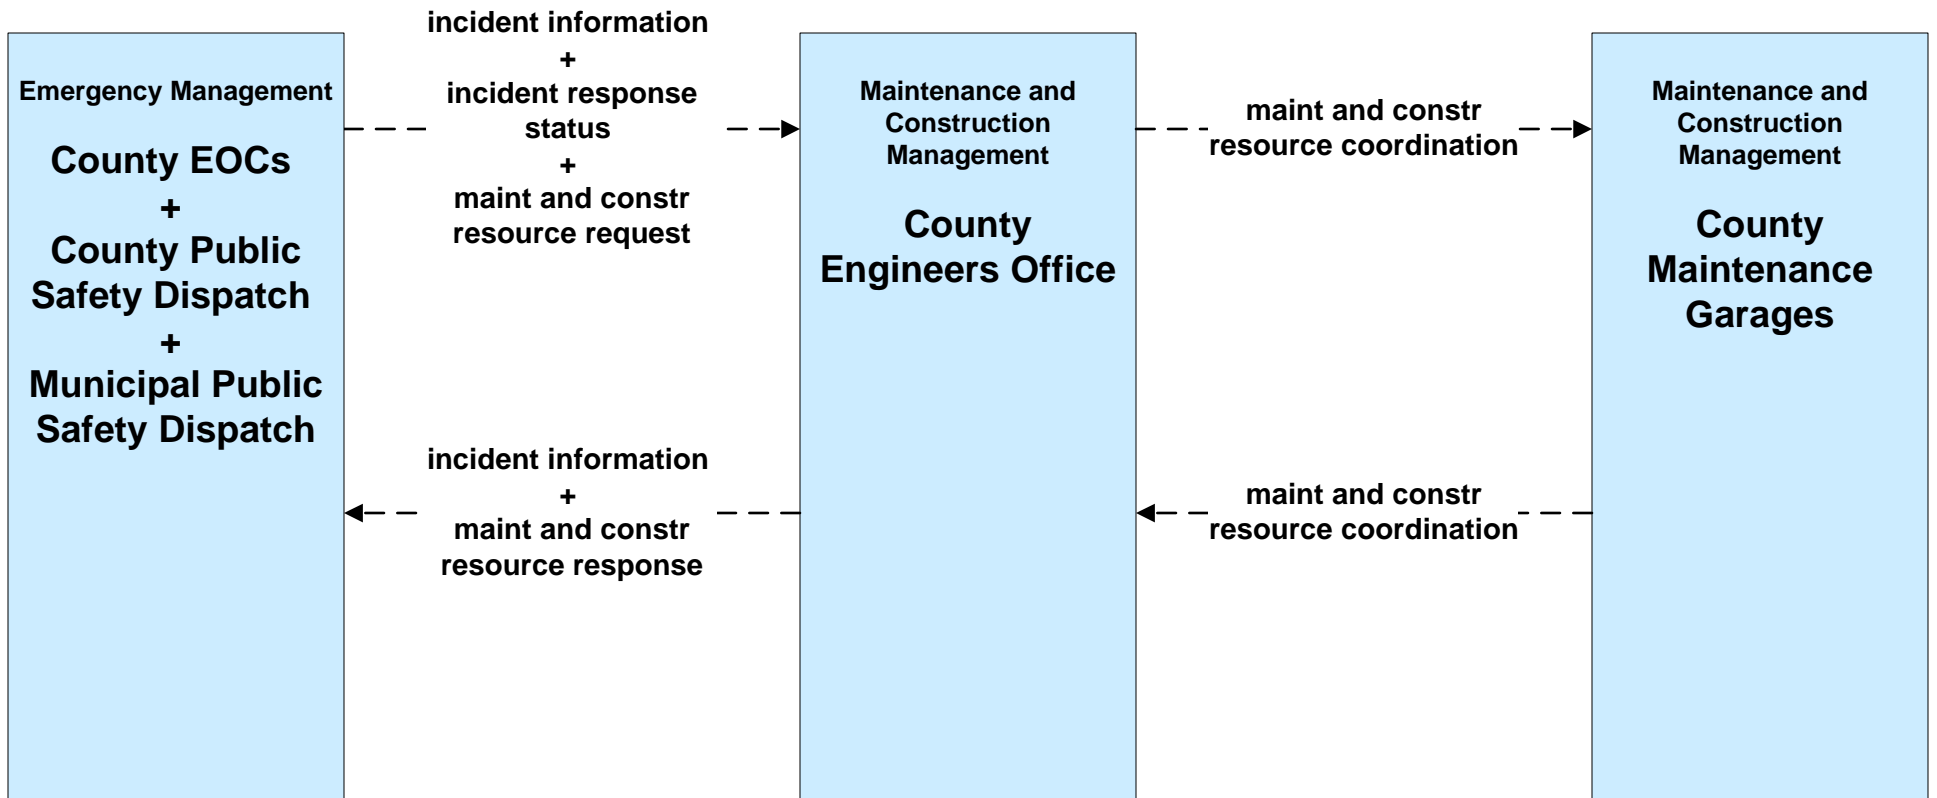 Emergency Management
County EOCs
+
County Public
Safety Dispatch
+
Municipal Public
Safety Dispatch
incident information
+
incident response
status
+
maint and constr
resource request
incident information
+
maint and constr
resource response
Maintenance and
Construction
Management
County
Engineers Office
maint and constr
resource coordination
maint and constr
resource coordination
Maintenance and
Construction
Management
County
Maintenance
Garages